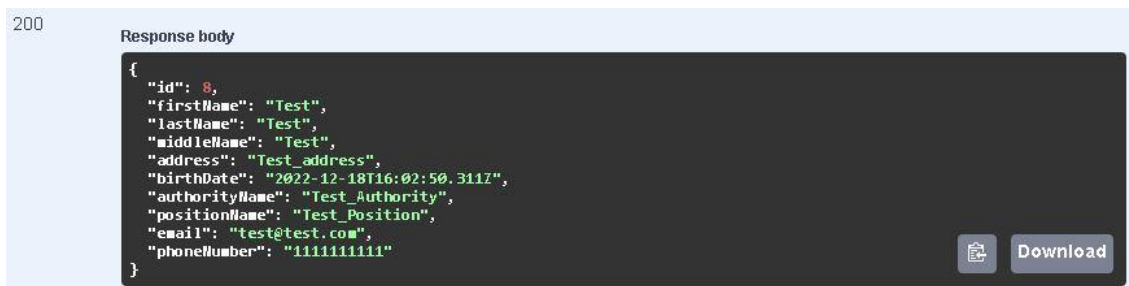 200
Response body
{
  "id": 8,
  "firstName": "Test",
  "lastName": "Test",
  "middleName": "Test",
  "address": "Test_address",
  "birthDate": "2022-12-18T16:02:50.311Z",
  "authorityName": "Test_Authority",
  "positionName": "Test_Position",
  "email": "test@test.com",
  "phoneNumber": "1111111111"
}
Download